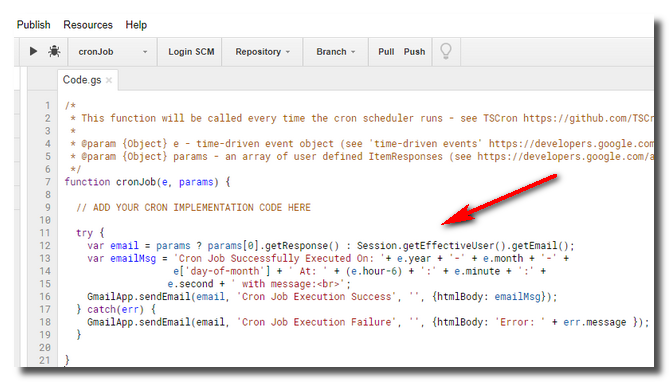 Publish Resources Help
cronJob Login SCM Repository Branch Pull Push
Code.gs ×
1 /*
2 * This function will be called every time the cron scheduler runs - see TSCron https://github.com/TSCr
3 *
4 * @param {Object} e - time-driven event object (see 'time-driven events' https://developers.google.com
5 * @param {Object} params - an array of user defined ItemResponses (see https://developers.google.com/a
6 */
7 function cronJob(e, params) {
8
9 // ADD YOUR CRON IMPLEMENTATION CODE HERE
10
11 try {
12 var email = params ? params[0].getResponse() : Session.getEffectiveUser().getEmail();
13 var emailMsg = 'Cron Job Successfully Executed On: '+ e.year + '-' + e.month + '-' +
14 e['day-of-month'] + ' At: ' + (e.hour-6) + ':' + e.minute + ':' +
15 e.second + ' with message:<br>';
16 GmailApp.sendEmail(email, 'Cron Job Execution Success', '', {htmlBody: emailMsg});
17 } catch(err) {
18 GmailApp.sendEmail(email, 'Cron Job Execution Failure', '', {htmlBody: 'Error: ' + err.message });
19 }
20
21 }